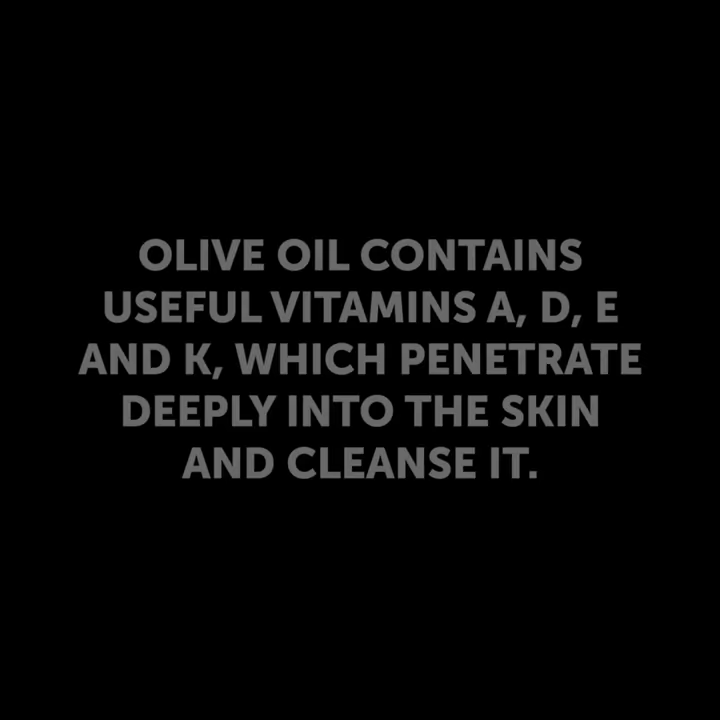 OLIVE OIL CONTAINS
USEFUL VITAMINS A, D, E
AND K, WHICH PENETRATE
DEEPLY INTO THE SKIN
AND CLEANSE IT.